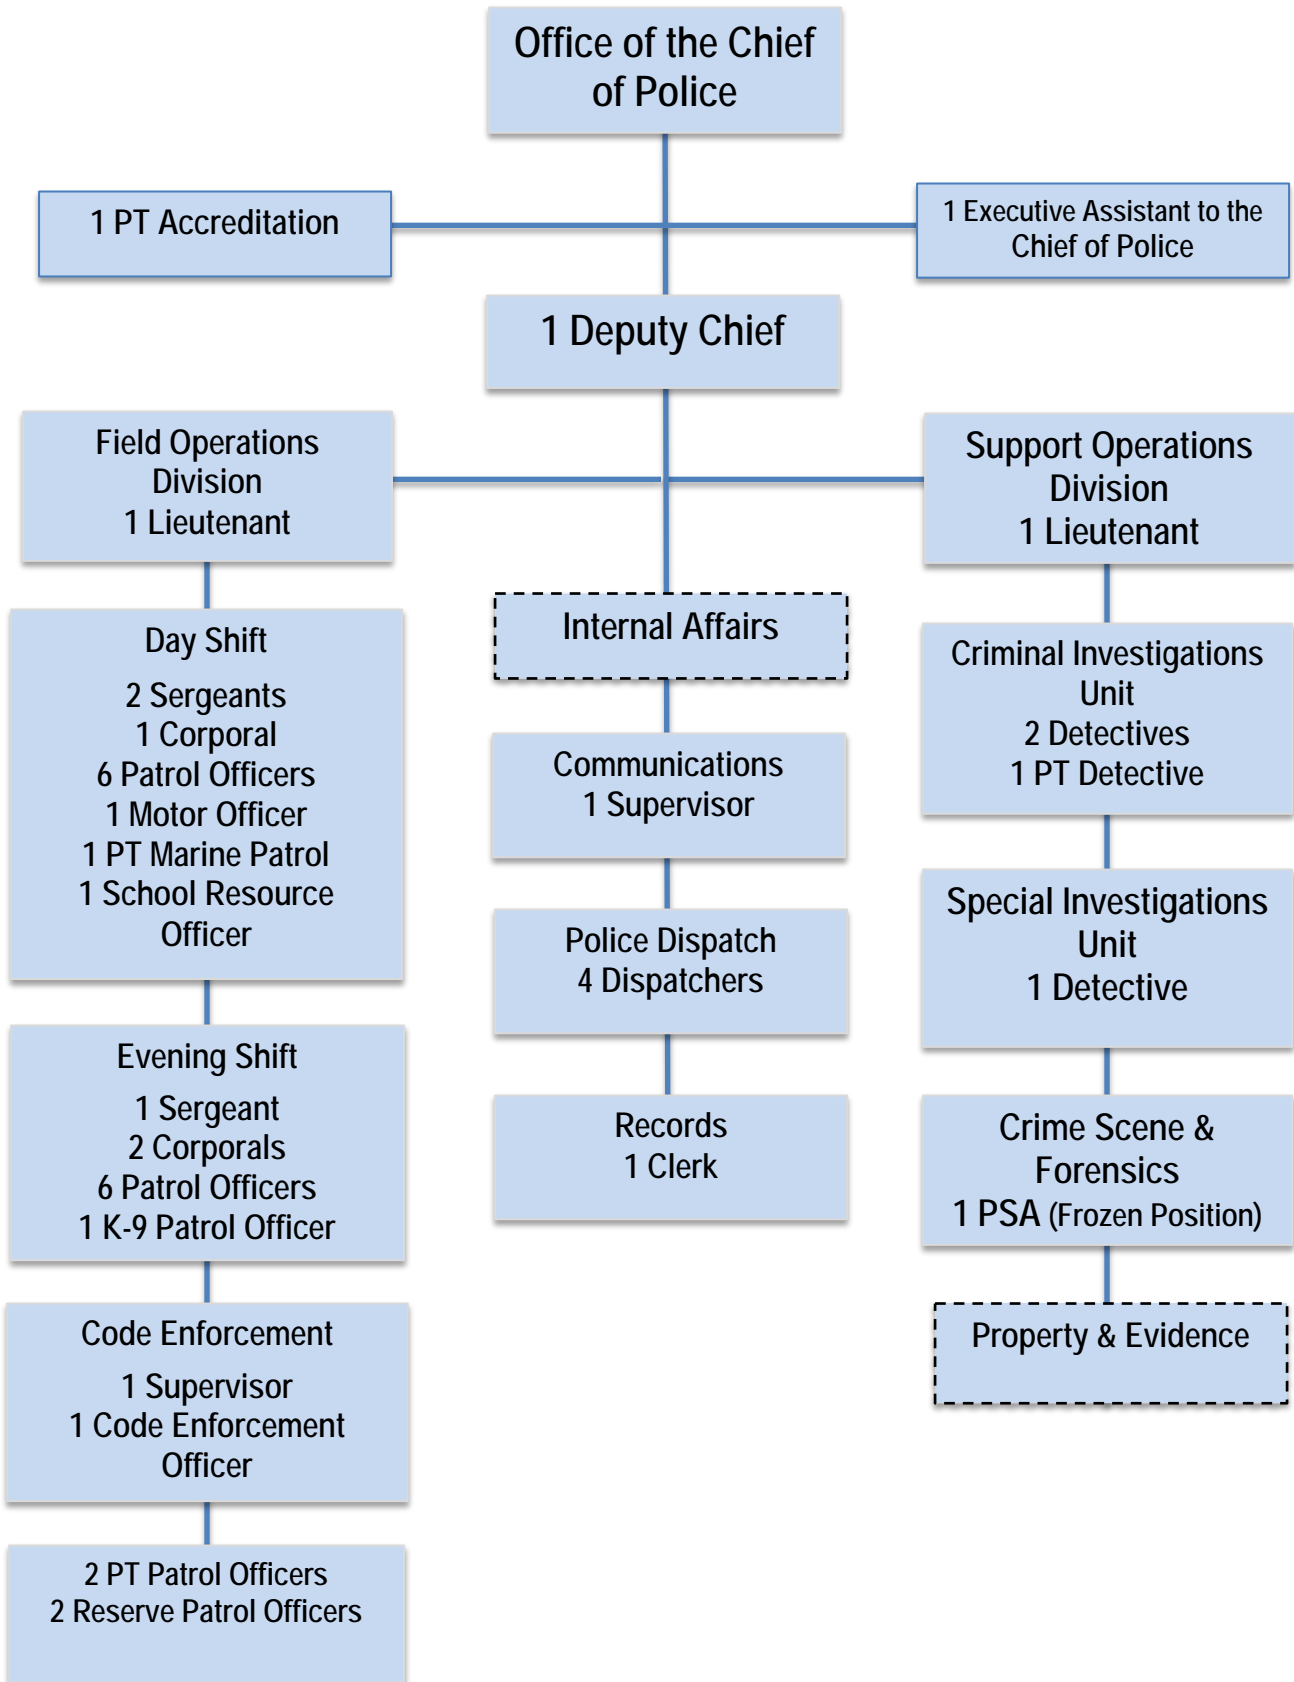 Office of the Chief
of Police
1 PT Accreditation
1 Executive Assistant to the
Chief of Police
1 Deputy Chief
Field Operations
Division
1 Lieutenant
Support Operations
Division
1 Lieutenant
Day Shift
2 Sergeants
1 Corporal
6 Patrol Officers
1 Motor Officer
1 PT Marine Patrol
1 School Resource
Officer
Evening Shift
1 Sergeant
2 Corporals
6 Patrol Officers
1 K-9 Patrol Officer
Code Enforcement
1 Supervisor
1 Code Enforcement
Officer
2 PT Patrol Officers
2 Reserve Patrol Officers
Internal Affairs
Communications
1 Supervisor
Police Dispatch
4 Dispatchers
Records
1 Clerk
Criminal Investigations
Unit
2 Detectives
1 PT Detective
Special Investigations
Unit
1 Detective
Crime Scene &
Forensics
1 PSA (Frozen Position)
Property & Evidence